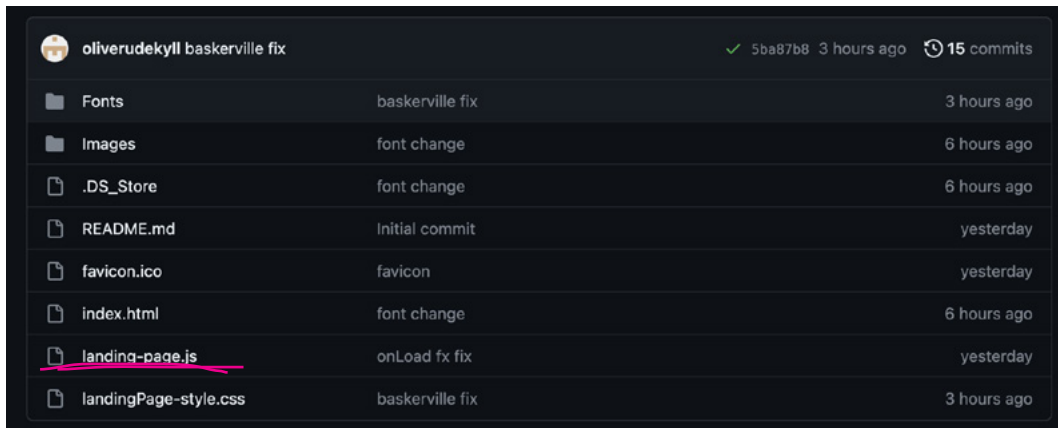 oliverudekyll baskerville fix 5ba87b8 3 hours ago 15 commits
Fonts baskerville fix 3 hours ago
Images font change 6 hours ago
.DS_Store font change 6 hours ago
README.md Initial commit yesterday
favicon.ico favicon yesterday
index.html font change 6 hours ago
landing-page.js onLoad fx fix yesterday
landingPage-style.css baskerville fix 3 hours ago